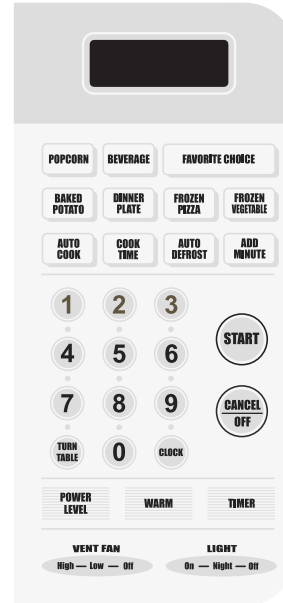 POPCORN BEVERAGE FAVORITE CHOICE
BAKED POTATO DINNER PLATE FROZEN PIZZA FROZEN VEGETABLE
AUTO COOK COOK TIME AUTO DEFROST ADD MINUTE
1 2 3
START
4 5 6
7 8 9
CANCEL
OFF
TURN TABLE 0 CLOCK
POWER LEVEL WARM TIMER
VENT FAN LIGHT
High — Low — Off On — Night — Off